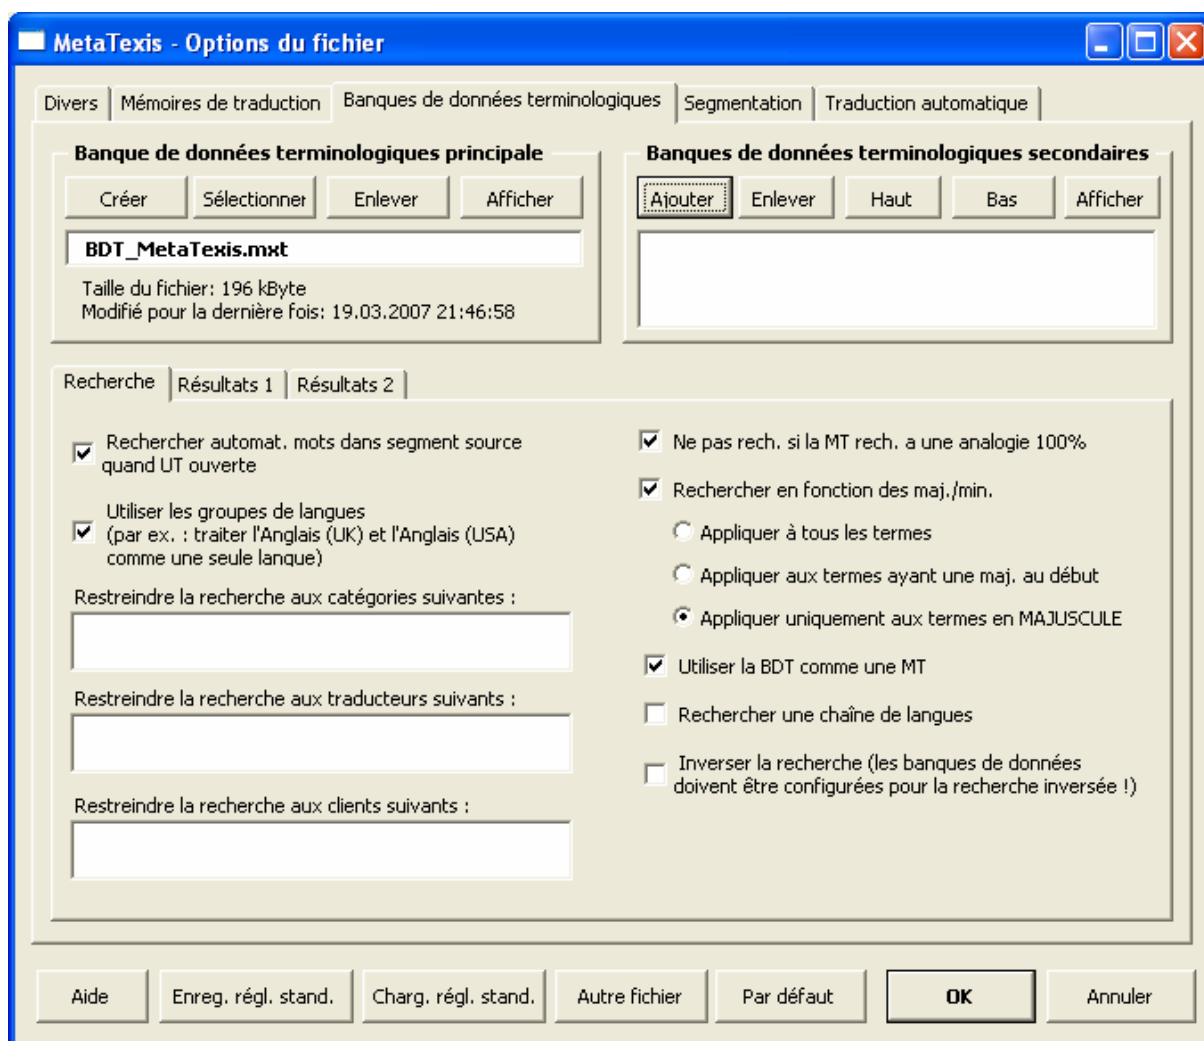 MetaTexis - Options du fichier
Divers
Mémoires de traduction
Banques de données terminologiques
Segmentation
Traduction automatique
Banque de données terminologiques principale
Créer
Sélectionner
Enlever
Afficher
BDT_MetaTexis.mxt
Taille du fichier: 196 kByte
Modifié pour la dernière fois: 19.03.2007 21:46:58
Banques de données terminologiques secondaires
Ajouter
Enlever
Haut
Bas
Afficher
Recherche
Résultats 1
Résultats 2
Rechercher automat. mots dans segment source
quand UT ouverte
Utiliser les groupes de langues
(par ex. : traiter l'Anglais (UK) et l'Anglais (USA)
comme une seule langue)
Restreindre la recherche aux catégories suivantes :
Restreindre la recherche aux traducteurs suivants :
Restreindre la recherche aux clients suivants :
Ne pas rech. si la MT rech. a une analogie 100%
Rechercher en fonction des maj./min.
Appliquer à tous les termes
Appliquer aux termes ayant une maj. au début
Appliquer uniquement aux termes en MAJUSCULE
Utiliser la BDT comme une MT
Rechercher une chaîne de langues
Inverser la recherche (les banques de données
doivent être configurées pour la recherche inversée !)
Aide
Enreg. régl. stand.
Charg. régl. stand.
Autre fichier
Par défaut
OK
Annuler